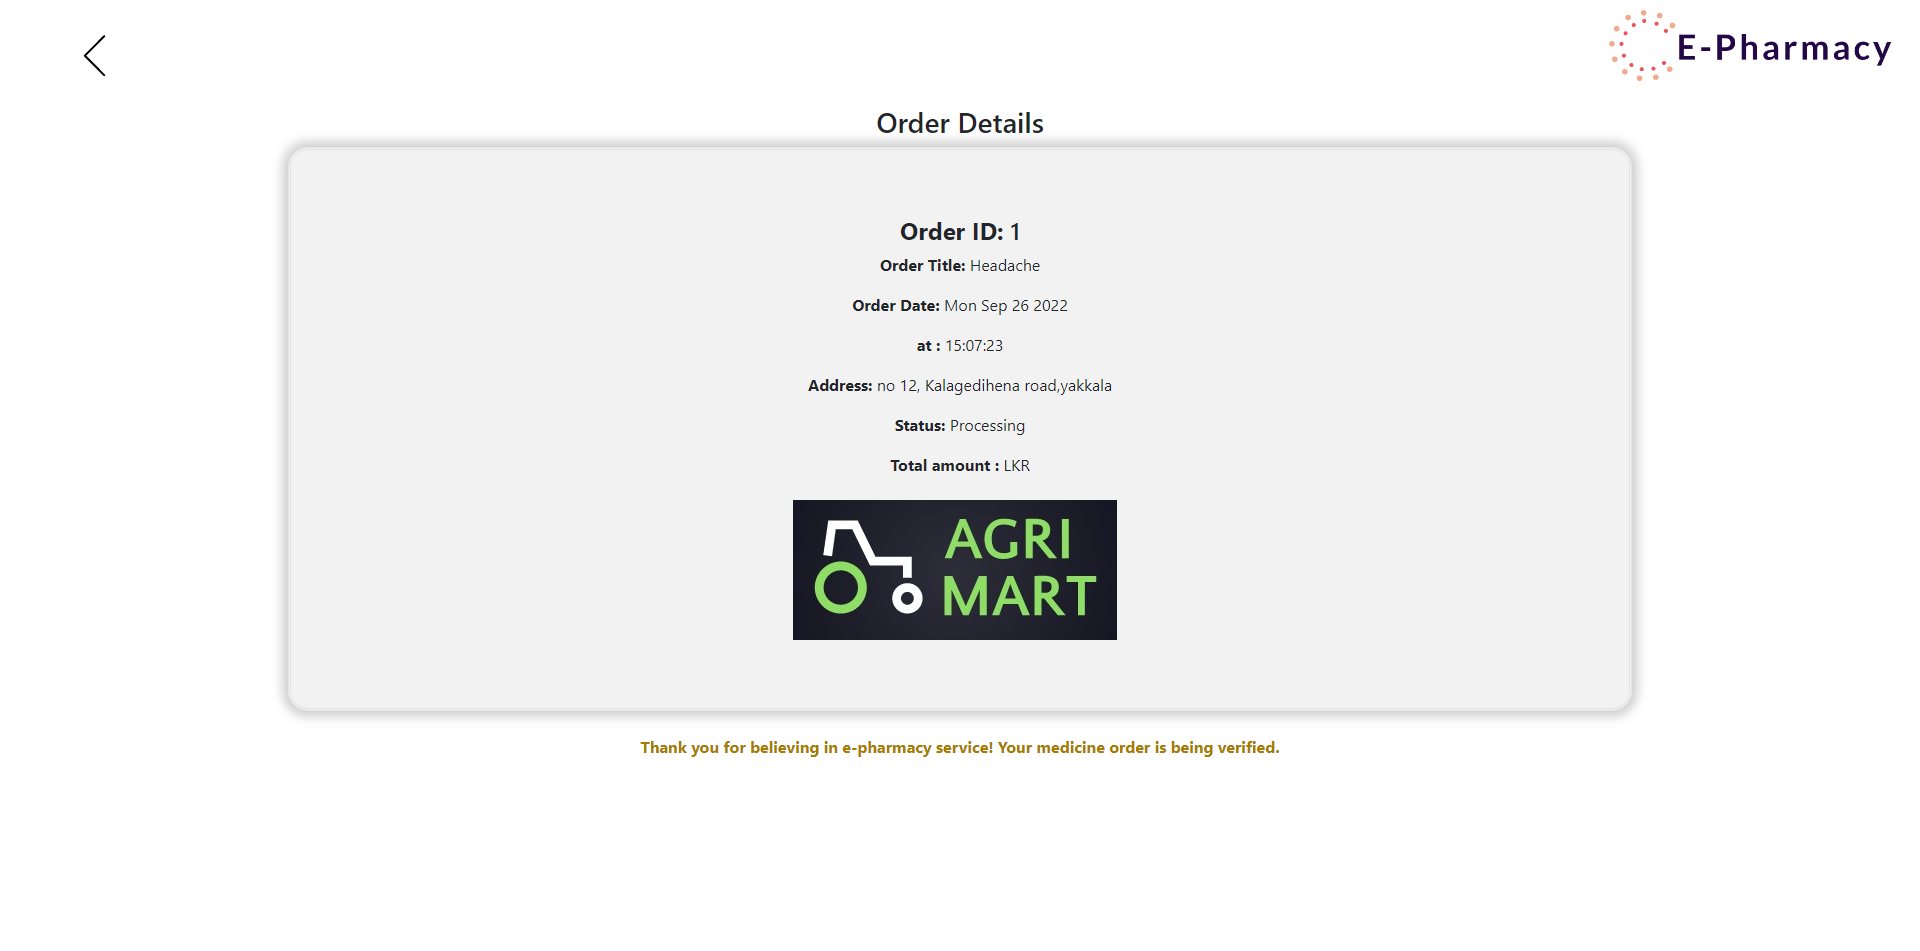 E-Pharmacy
Order Details
Order ID: 1
Order Title: Headache
Order Date: Mon Sep 26 2022
at : 15:07:23
Address: no 12, Kalagedihena road,yakkala
Status: Processing
Total amount : LKR
AGRI
MART
Thank you for believing in e-pharmacy service! Your medicine order is being verified.